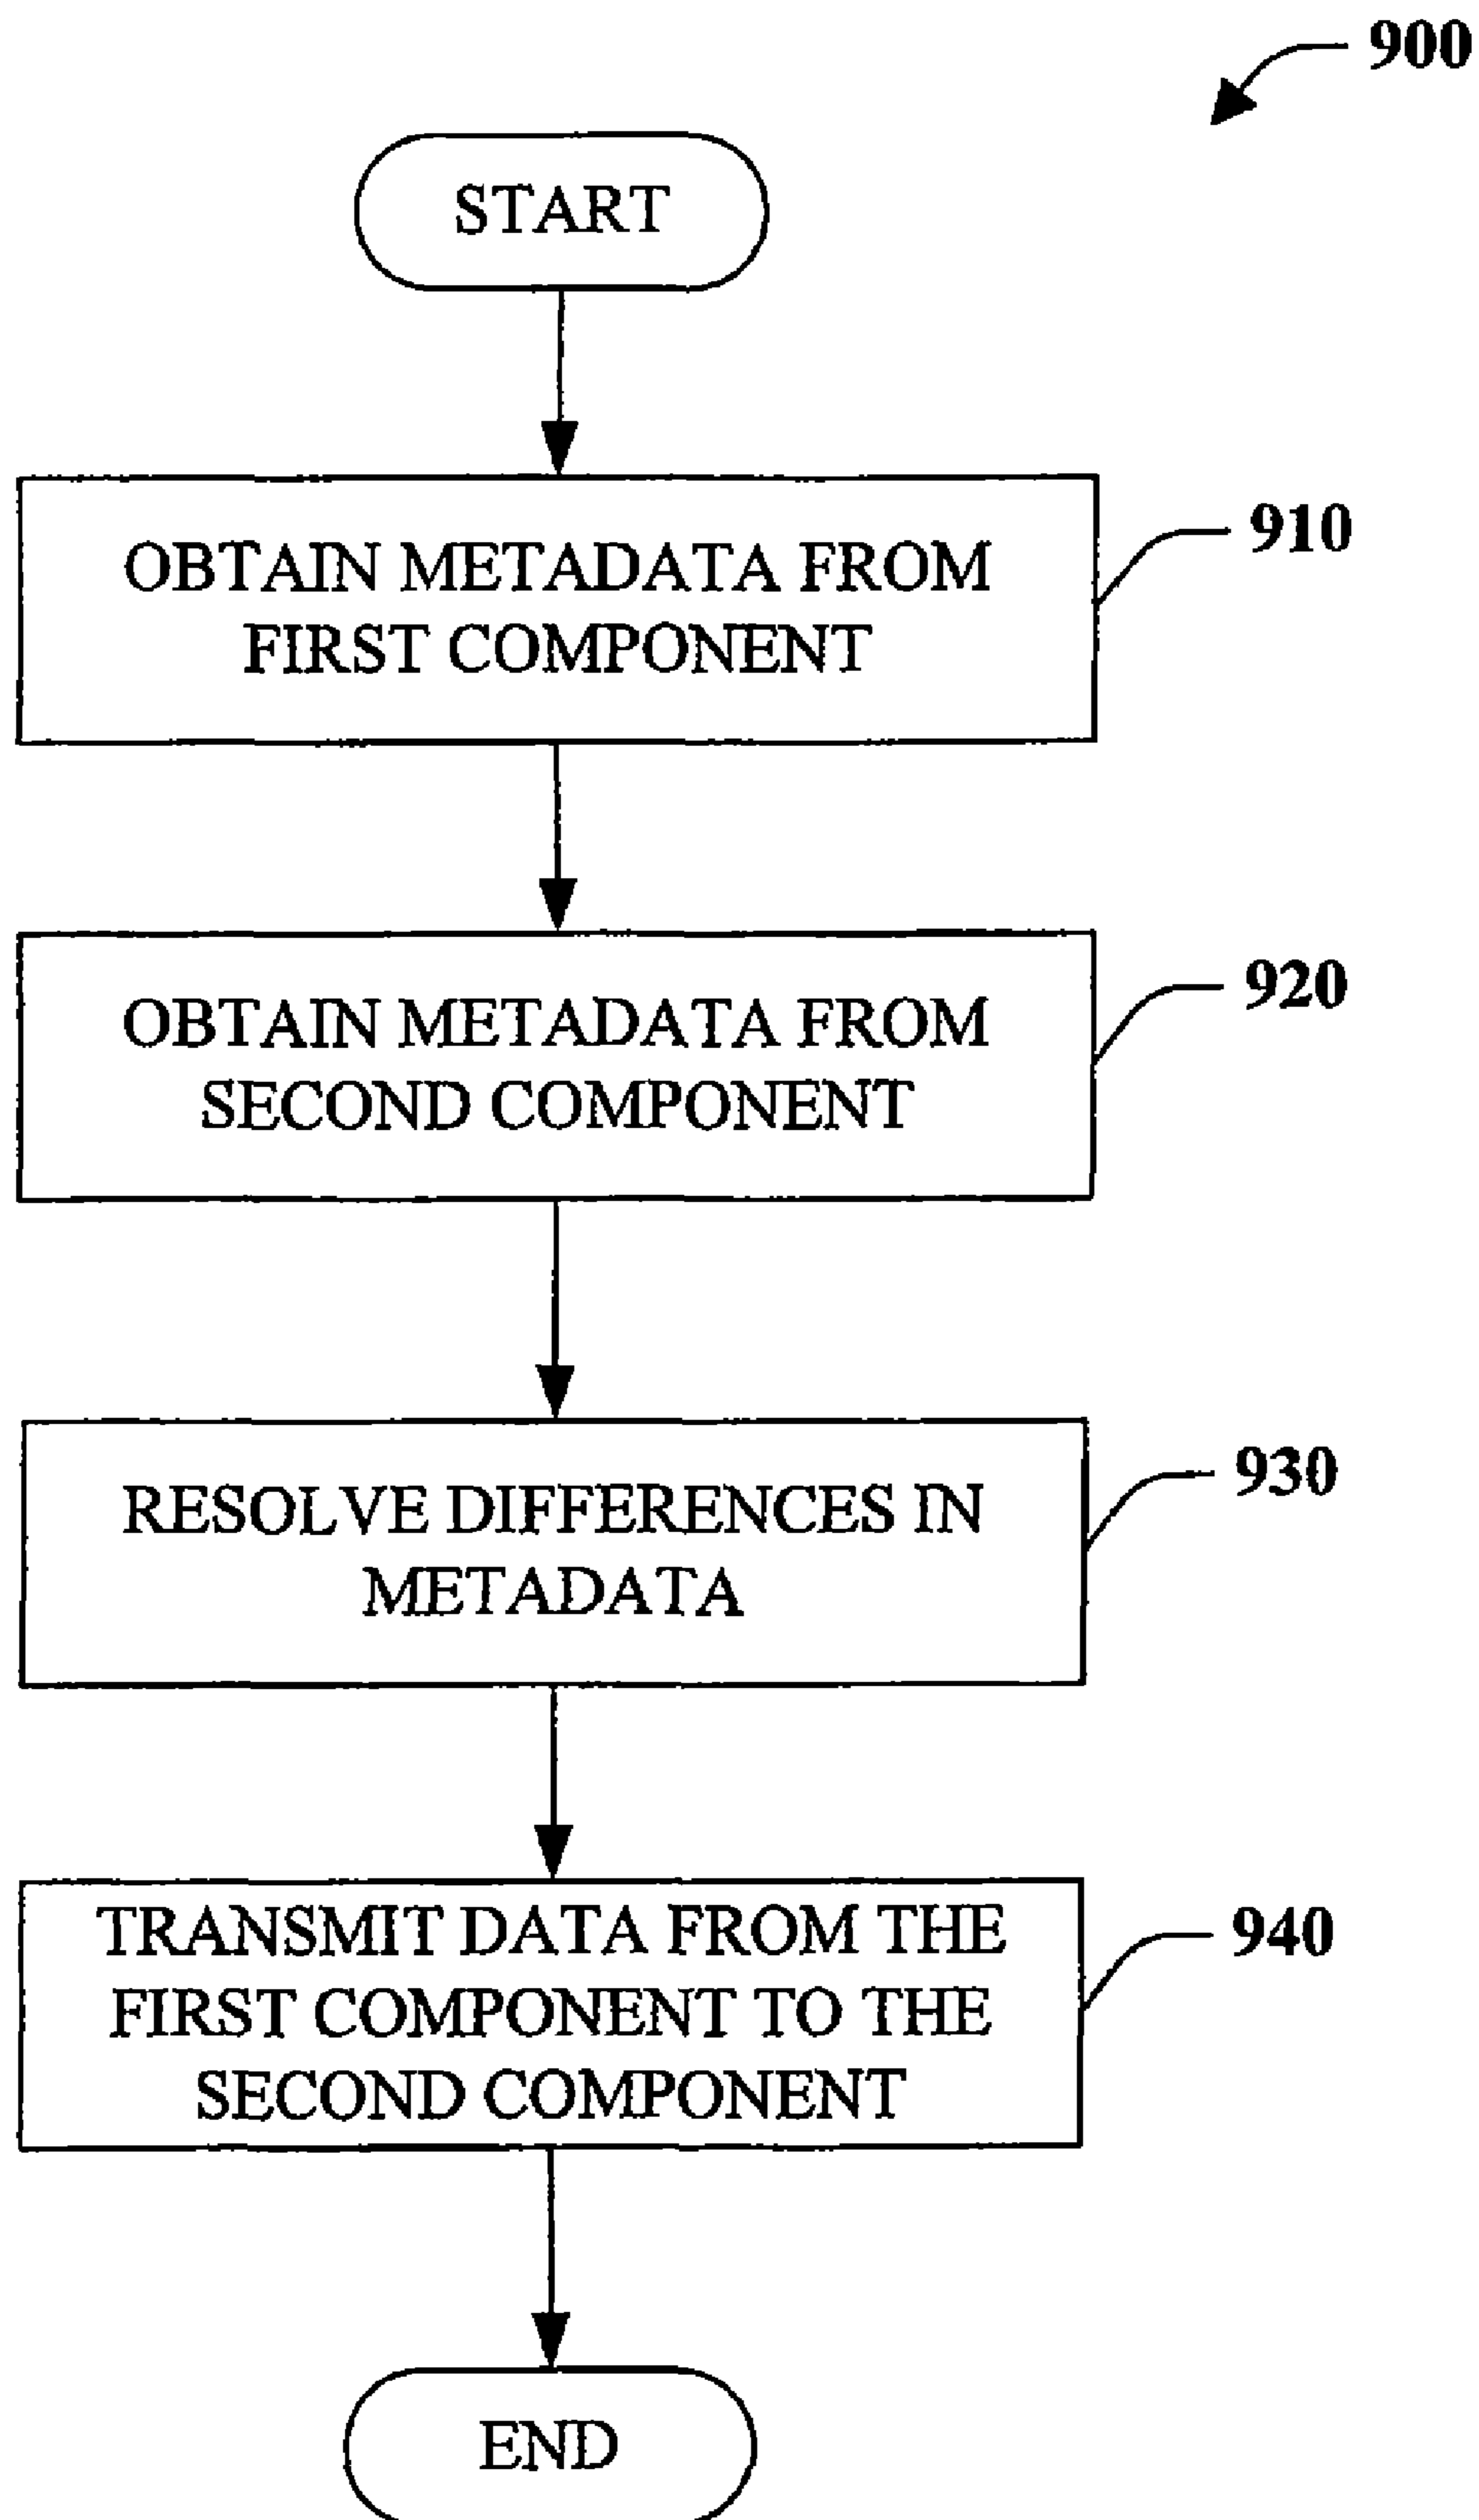 900
START
OBTAIN METADATA FROM
FIRST COMPONENT
910
OBTAIN METADATA FROM
SECOND COMPONENT
920
RESOLVE DIFFERENCES IN
METADATA
930
TRANSMIT DATA FROM THE
FIRST COMPONENT TO THE
SECOND COMPONENT
940
END